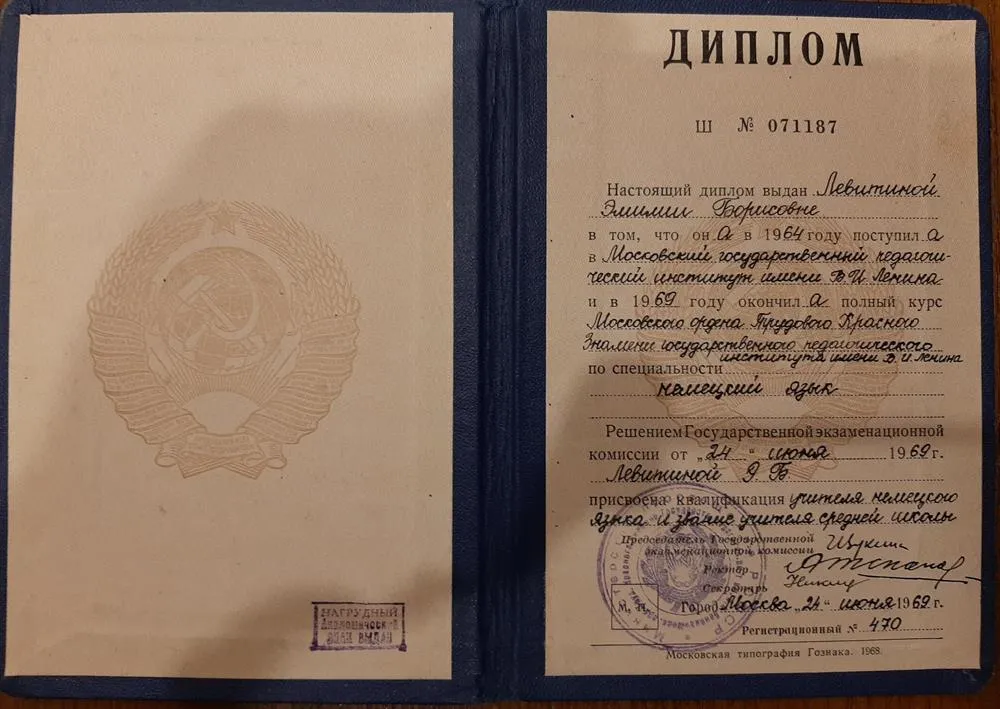 НАГРУДНЫЙ
ЗНАК ВЫДАН
ДИПЛОМ
Ш № 071187
Настоящий диплом выдан Левитиной
Эмилии Борисовне
в том, что он а в 1964 году поступил а
в Московский государственный педагоги-
ческий институт имени В. И. Ленина
и в 1969 году окончил а полный курс
Московского ордена Трудового Красного
Знамени государственного педагогического
института имени В. И. Ленина
по специальности
немецкий язык
Решением Государственной экзаменационной
комиссии от „24" июня 1969 г.
Левитиной Э. Б.
присвоена квалификация учителя немецкого
языка и звание учителя средней школы
Председатель Государственной
экзаменационной комиссии
Ректор
Секретарь
М. П. Город Москва „24" июня 1969 г.
Регистрационный № 470
Московская типография Гознака. 1968.